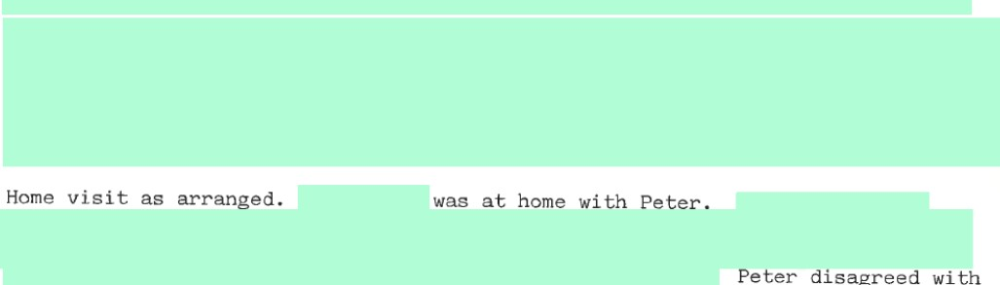 Home visit as arranged. was at home with Peter.
Peter disagreed with